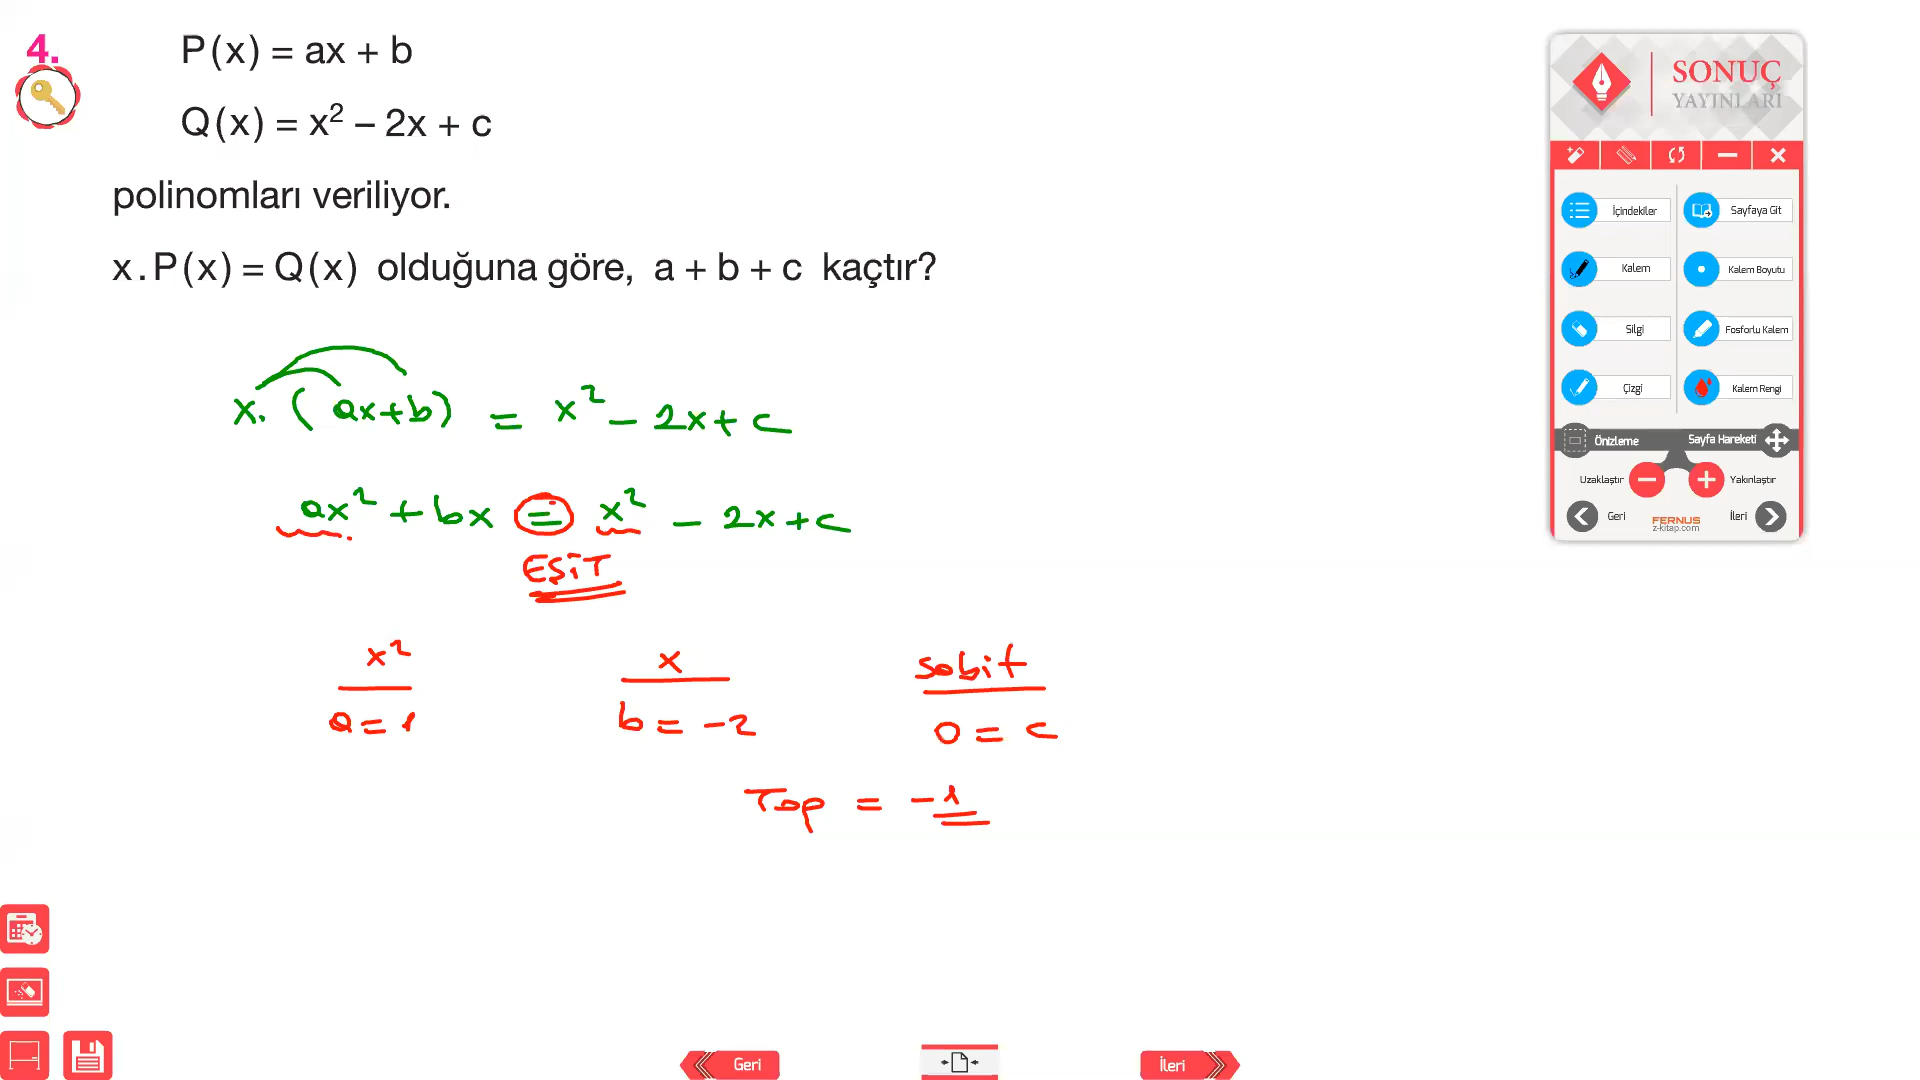 4.
P(x) = ax + b
Q(x) = x² – 2x + c
polinomları veriliyor.
x.P(x) = Q(x) olduğuna göre, a + b + c kaçtır?
x. (ax+b) = x² – 2x + c
ax² + bx = x² – 2x + c
EŞİT
x² x sabit
a = 1 b = -2 0 = c
Top = -1
SONUÇ
YAYINLARI
İçindekiler Sayfaya Git
Kalem Kalem Boyutu
Silgi Fosforlu Kalem
Çizgi Kalem Rengi
Önizleme Sayfa Hareketi
Uzaklaştır Yakınlaştır
Geri FERNUS İleri
z-kitap.com
Geri İleri